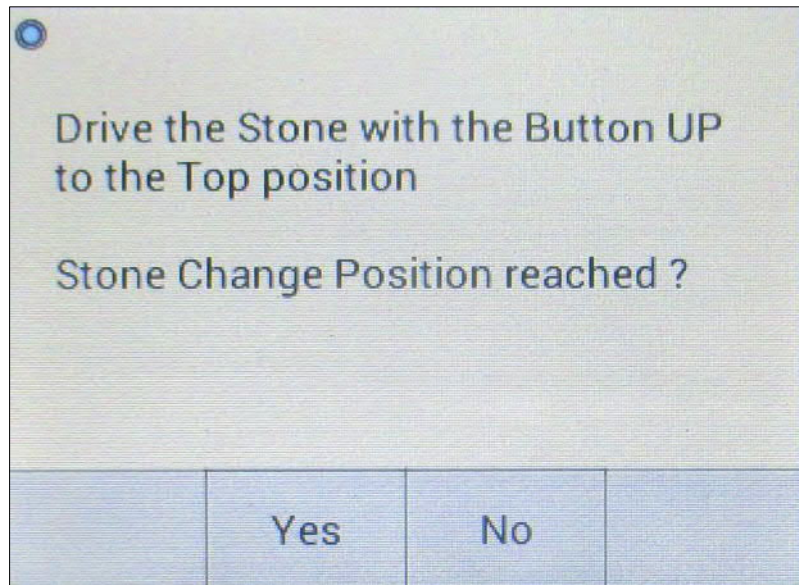 Drive the Stone with the Button UP
to the Top position
Stone Change Position reached ?
Yes
No